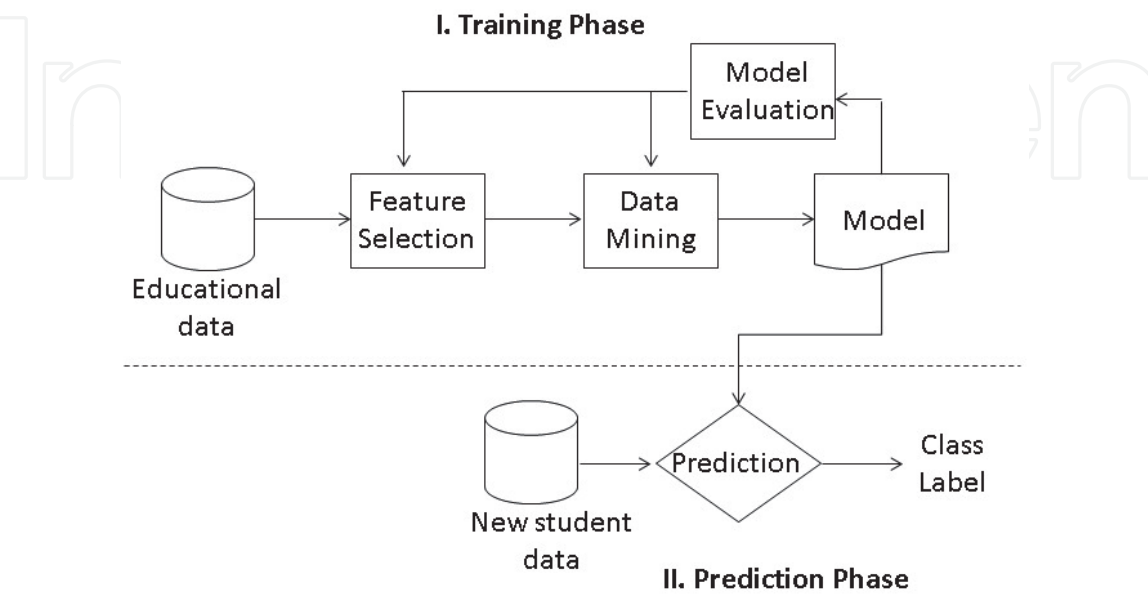 I. Training Phase
Model
Evaluation
Feature
Selection
Data
Mining
Model
Educational
data
Prediction
Class
Label
New student
data
II. Prediction Phase